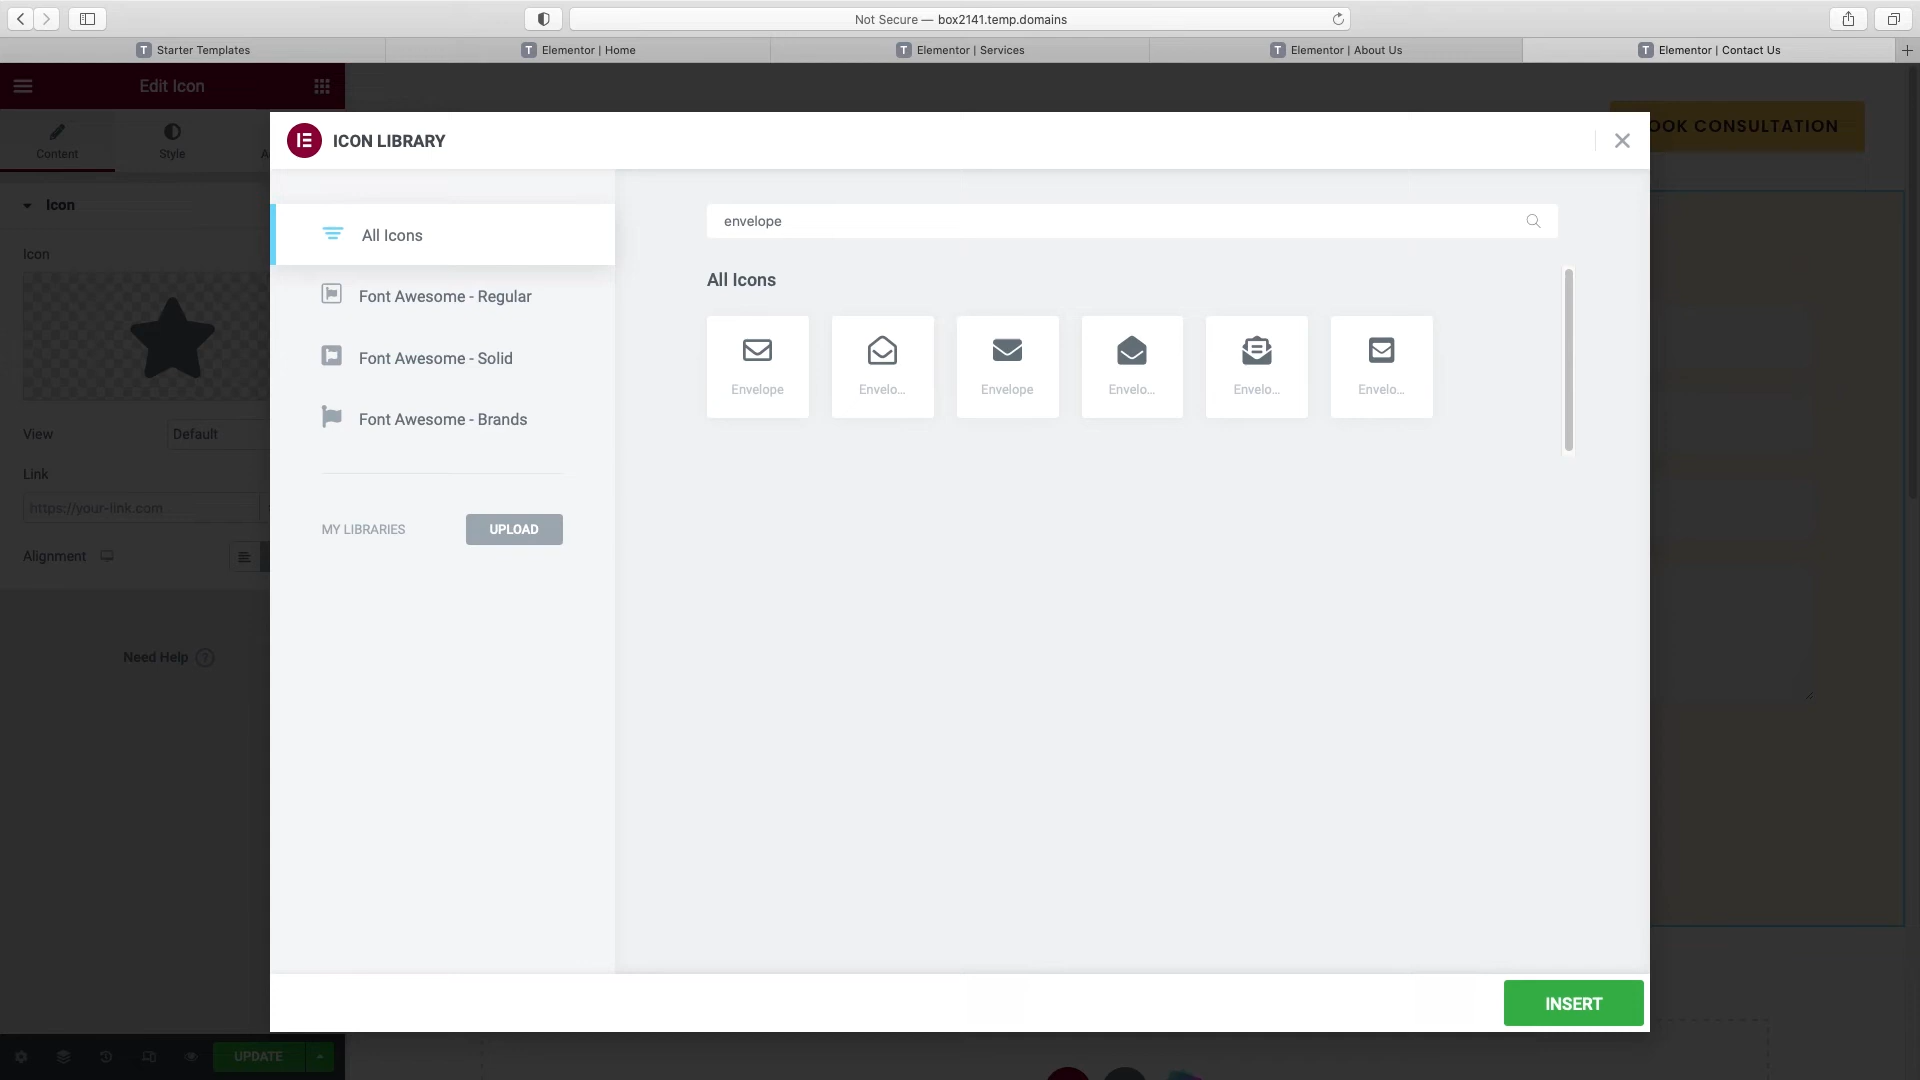 Not Secure — box2141.temp.domains
T Starter Templates
T Elementor | Home
T Elementor | Services
T Elementor | About Us
T Elementor | Contact Us
Edit Icon
Content
Style
Icon
Icon
View
Default
Link
https://your-link.com
Alignment
Need Help ?
UPDATE
ICON LIBRARY
All Icons
Font Awesome - Regular
Font Awesome - Solid
Font Awesome - Brands
MY LIBRARIES
UPLOAD
envelope
All Icons
Envelope
Envelo...
Envelope
Envelo...
Envelo...
Envelo...
INSERT
OOK CONSULTATION